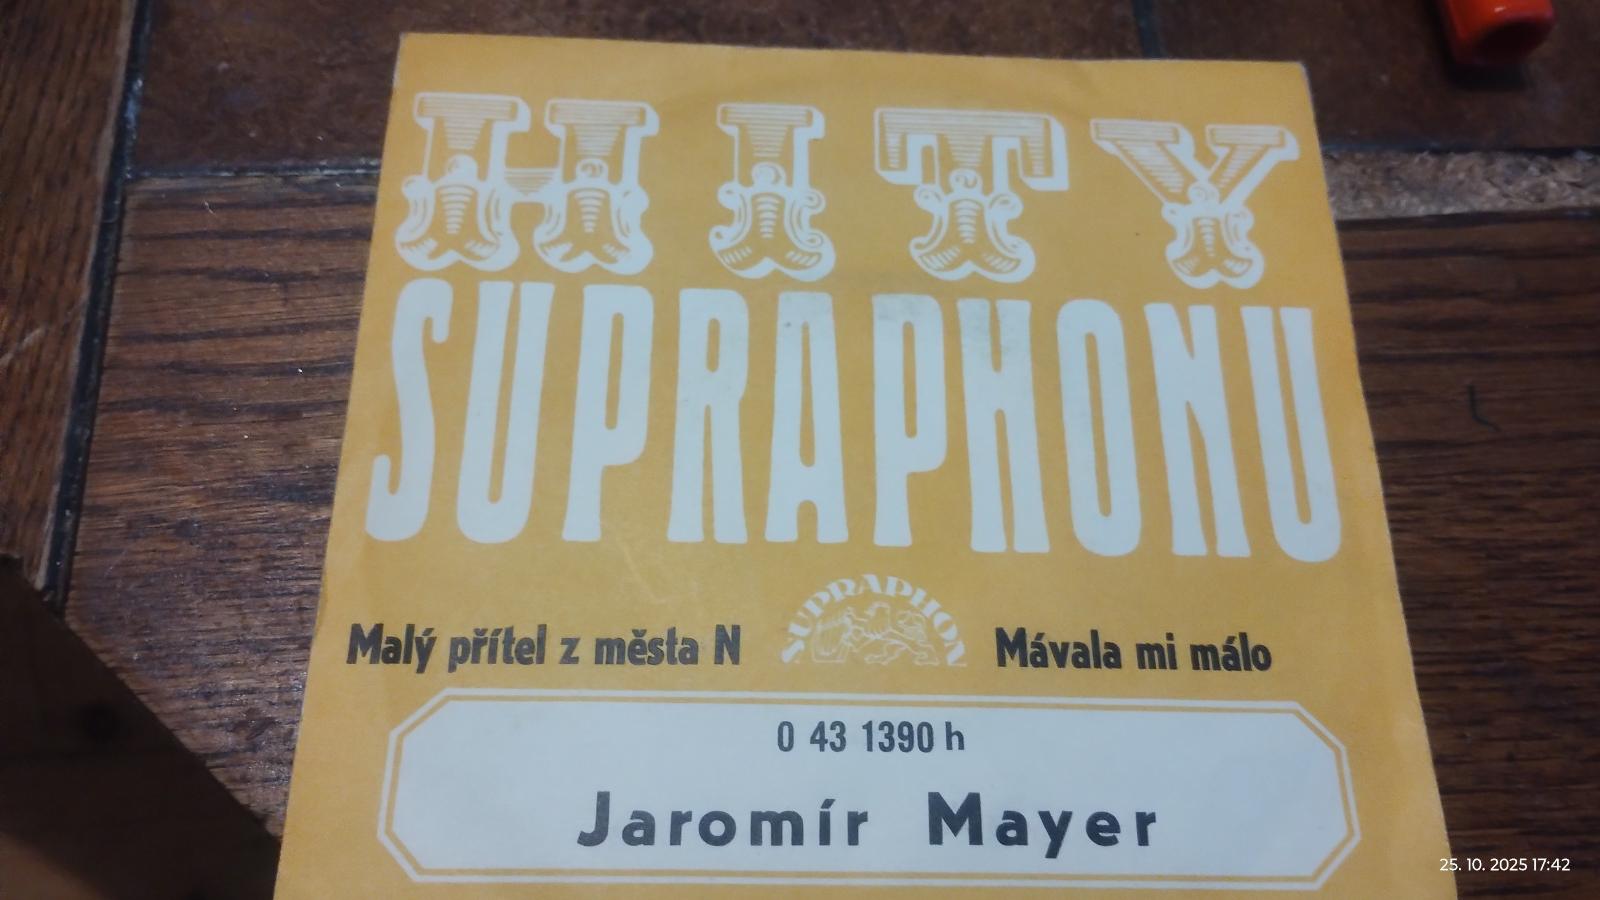 HITY
SUPRAPHONU
SUPRAPHON
Malý přítel z města N
Mávala mi málo
0 43 1390 h
Jaromír Mayer
25. 10. 2025 17:42